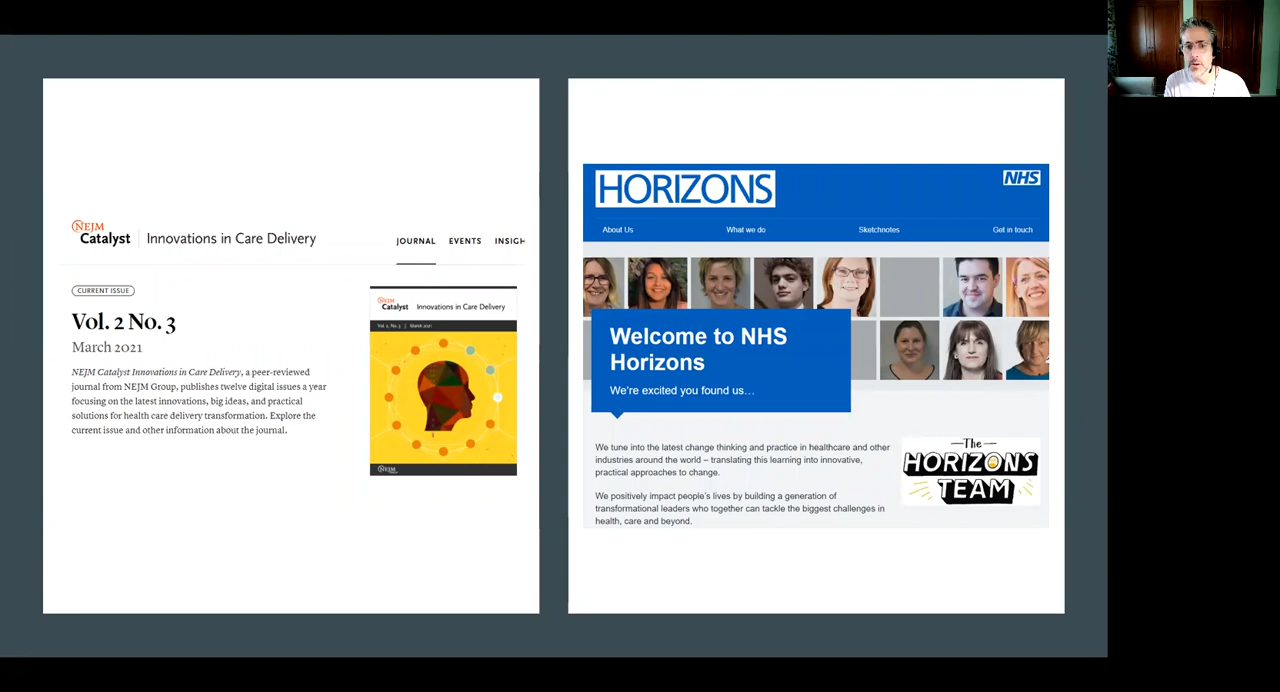 NEJM
Catalyst
Innovations in Care Delivery
JOURNAL EVENTS INSIGH
CURRENT ISSUE
Vol. 2 No. 3
March 2021
NEJM Catalyst Innovations in Care Delivery, a peer-reviewed
journal from NEJM Group, publishes twelve digital issues a year
focusing on the latest innovations, big ideas, and practical
solutions for health care delivery transformation. Explore the
current issue and other information about the journal.
NEJM
Catalyst
Innovations in Care Delivery
Vol. 2, No. 3 | March 2021
NEJM
HORIZONS
NHS
About Us What we do Sketchnotes Get in touch
Welcome to NHS
Horizons
We're excited you found us…
We tune into the latest change thinking and practice in healthcare and other
industries around the world – translating this learning into innovative,
practical approaches to change.
We positively impact people's lives by building a generation of
transformational leaders who together can tackle the biggest challenges in
health, care and beyond.
The
HORIZONS
TEAM